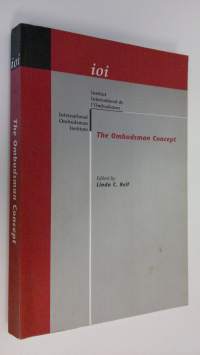 ioi
Institut
International de
l'Ombudsman
International
Ombudsman
Institute
The Ombudsman Concept
Edited by
Linda C. Reif
ioi
The Ombudsman Concept